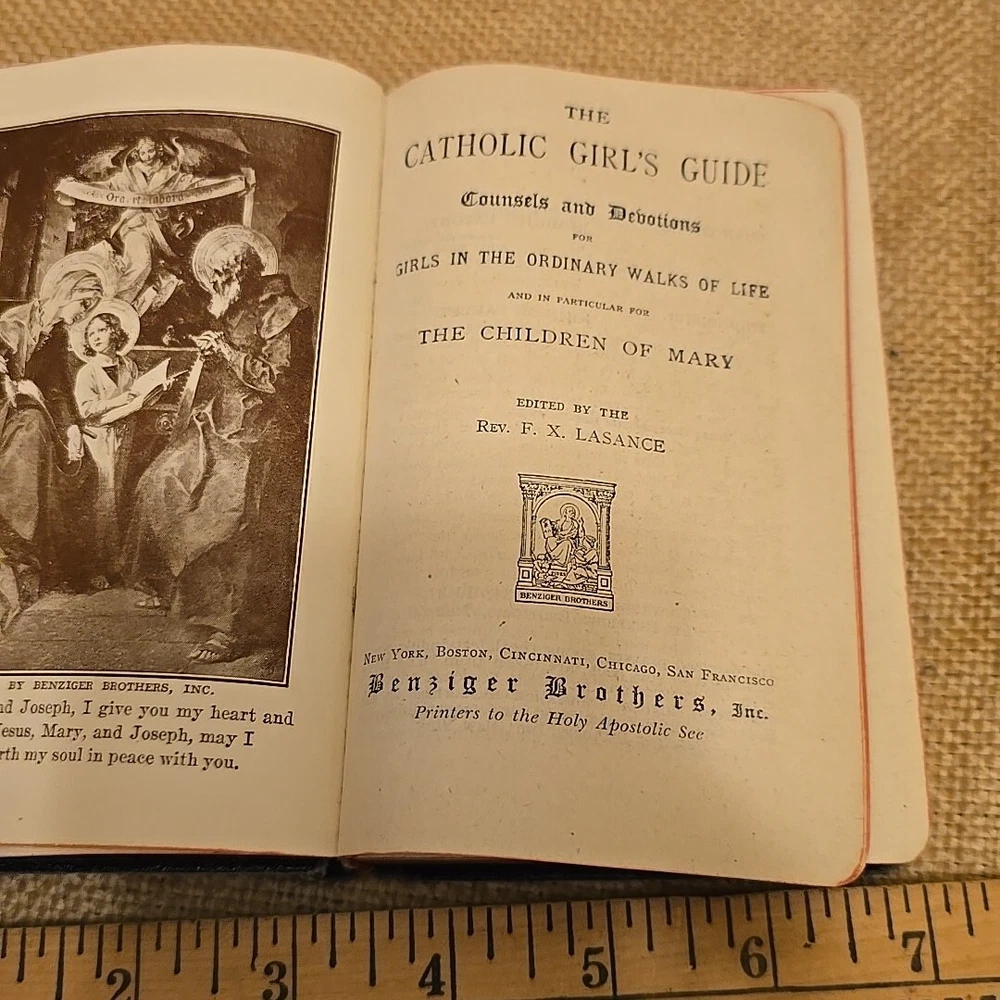 Ora et labora
BY BENZIGER BROTHERS, INC.
nd Joseph, I give you my heart and
esus, Mary, and Joseph, may I
rth my soul in peace with you.
THE
CATHOLIC GIRL'S GUIDE
Counsels and Devotions
FOR
GIRLS IN THE ORDINARY WALKS OF LIFE
AND IN PARTICULAR FOR
THE CHILDREN OF MARY
EDITED BY THE
REV. F. X. LASANCE
BENZIGER BROTHERS
NEW YORK, BOSTON, CINCINNATI, CHICAGO, SAN FRANCISCO
Benziger Brothers, Inc.
Printers to the Holy Apostolic See
2 3 4 5 6 7